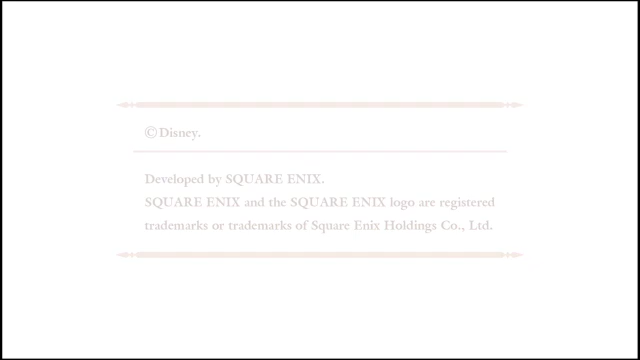 ©Disney.
Developed by SQUARE ENIX.
SQUARE ENIX and the SQUARE ENIX logo are registered
trademarks or trademarks of Square Enix Holdings Co., Ltd.